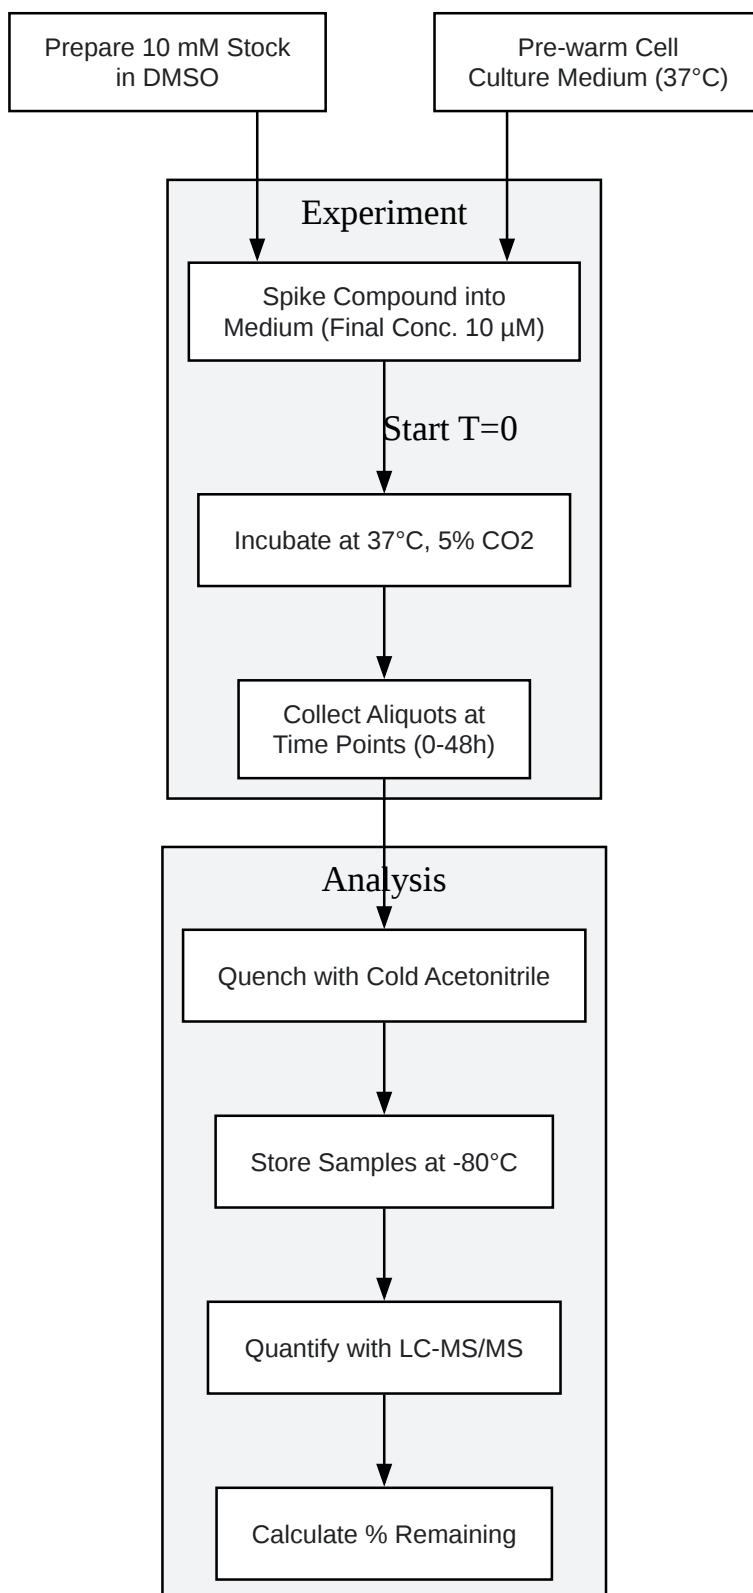 Prepare 10 mM Stock
in DMSO
Pre-warm Cell
Culture Medium (37°C)
Experiment
Spike Compound into
Medium (Final Conc. 10 µM)
Start T=0
Incubate at 37°C, 5% CO2
Collect Aliquots at
Time Points (0-48h)
Analysis
Quench with Cold Acetonitrile
Store Samples at -80°C
Quantify with LC-MS/MS
Calculate % Remaining